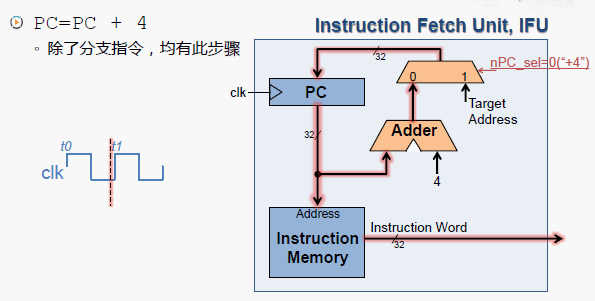 PC=PC + 4
除了分支指令，均有此步骤
t0
t1
clk
Instruction Fetch Unit, IFU
32
nPC_sel=0(“+4”)
0
1
clk
PC
Target
Address
32
Adder
4
Address
Instruction
Memory
Instruction Word
32